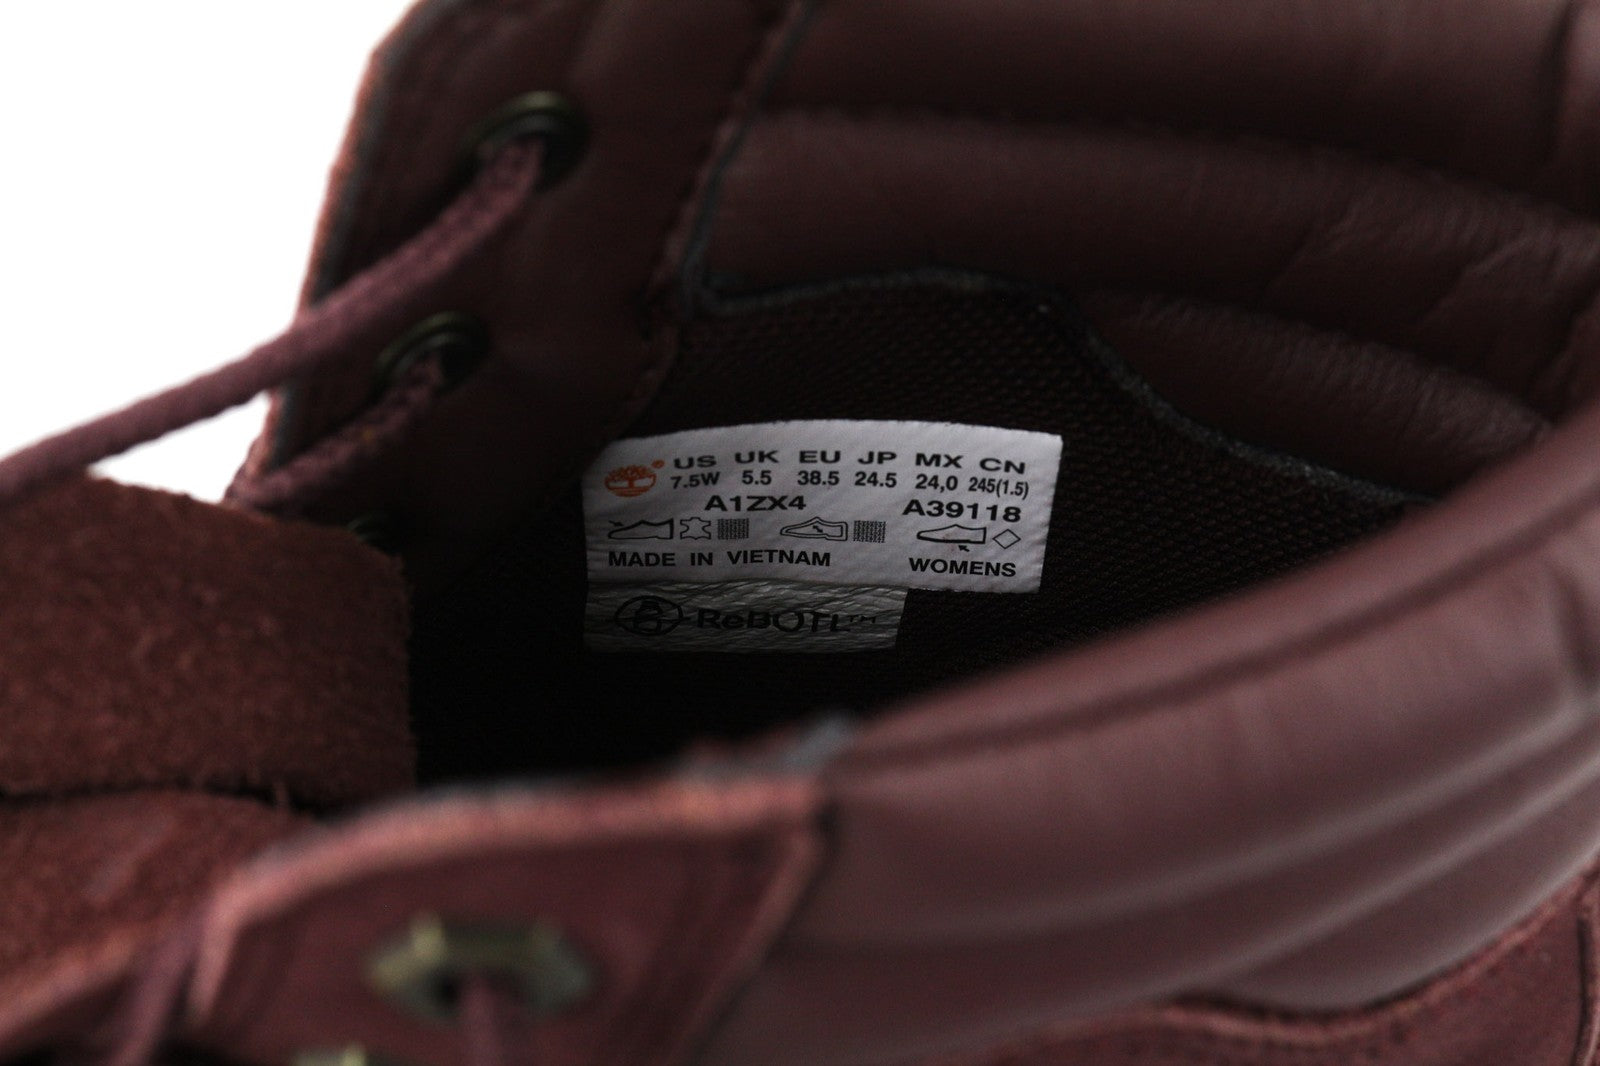 US UK EU JP MX CN
7.5W 5.5 38.5 24.5 24,0 245(1.5)
A1ZX4 A39118
MADE IN VIETNAM WOMENS
B ReBOTL™